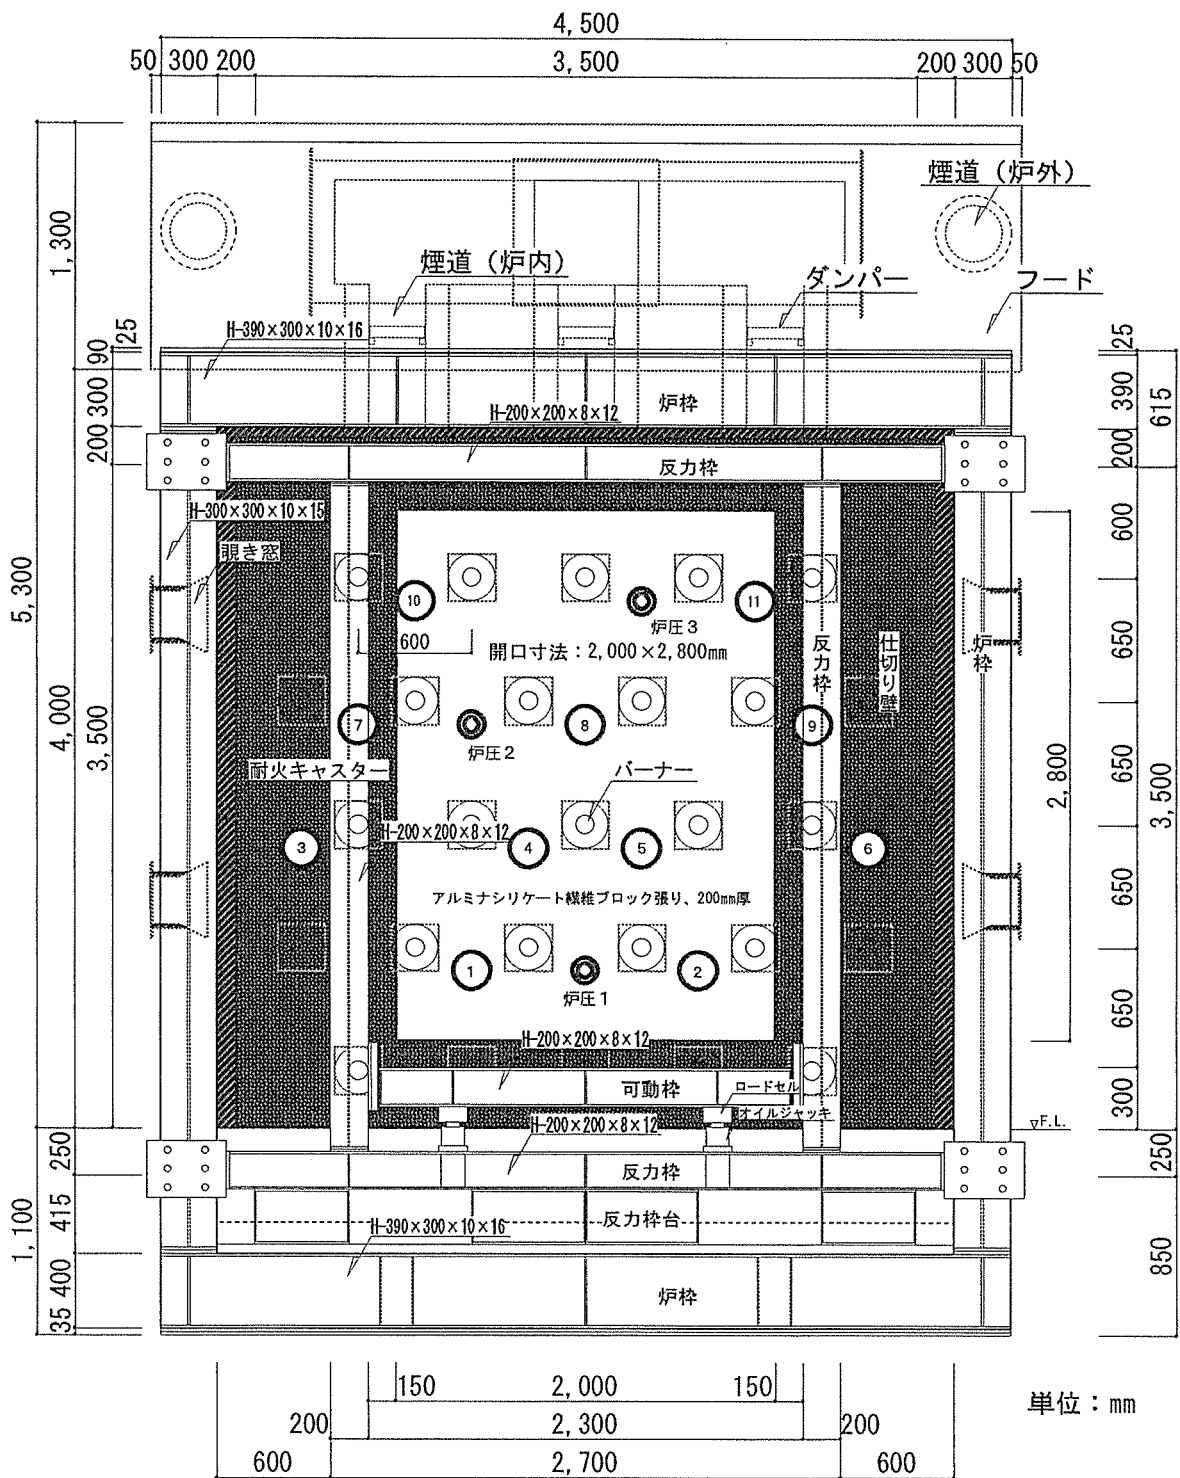 4,500
50 300 200 3,500 200 300 50
煙道（炉外）
1,300
煙道（炉内）
ダンパー
フード
25
H-390×300×10×16
25
90
炉枠
390
615
300
H-200×200×8×12
200
反力枠
200
H-300×300×10×15
覗き窓
600
10
11
炉圧3
5,300
600
開口寸法：2,000×2,800mm
反力枠
仕切り壁
炉枠
650
4,000
3,500
7
8
9
炉圧2
耐火キャスター
バーナー
650
2,800
3,500
H-200×200×8×12
3
4
5
6
650
アルミナシリケート繊維ブロック張り、200mm厚
1
2
炉圧1
650
H-200×200×8×12
可動枠
ロードセル
オイルジャッキ
300
▽F.L.
H-200×200×8×12
250
反力枠
250
415
反力枠台
1,100
H-390×300×10×16
850
400
炉枠
35
150 2,000 150
単位：mm
200 2,300 200
600 2,700 600